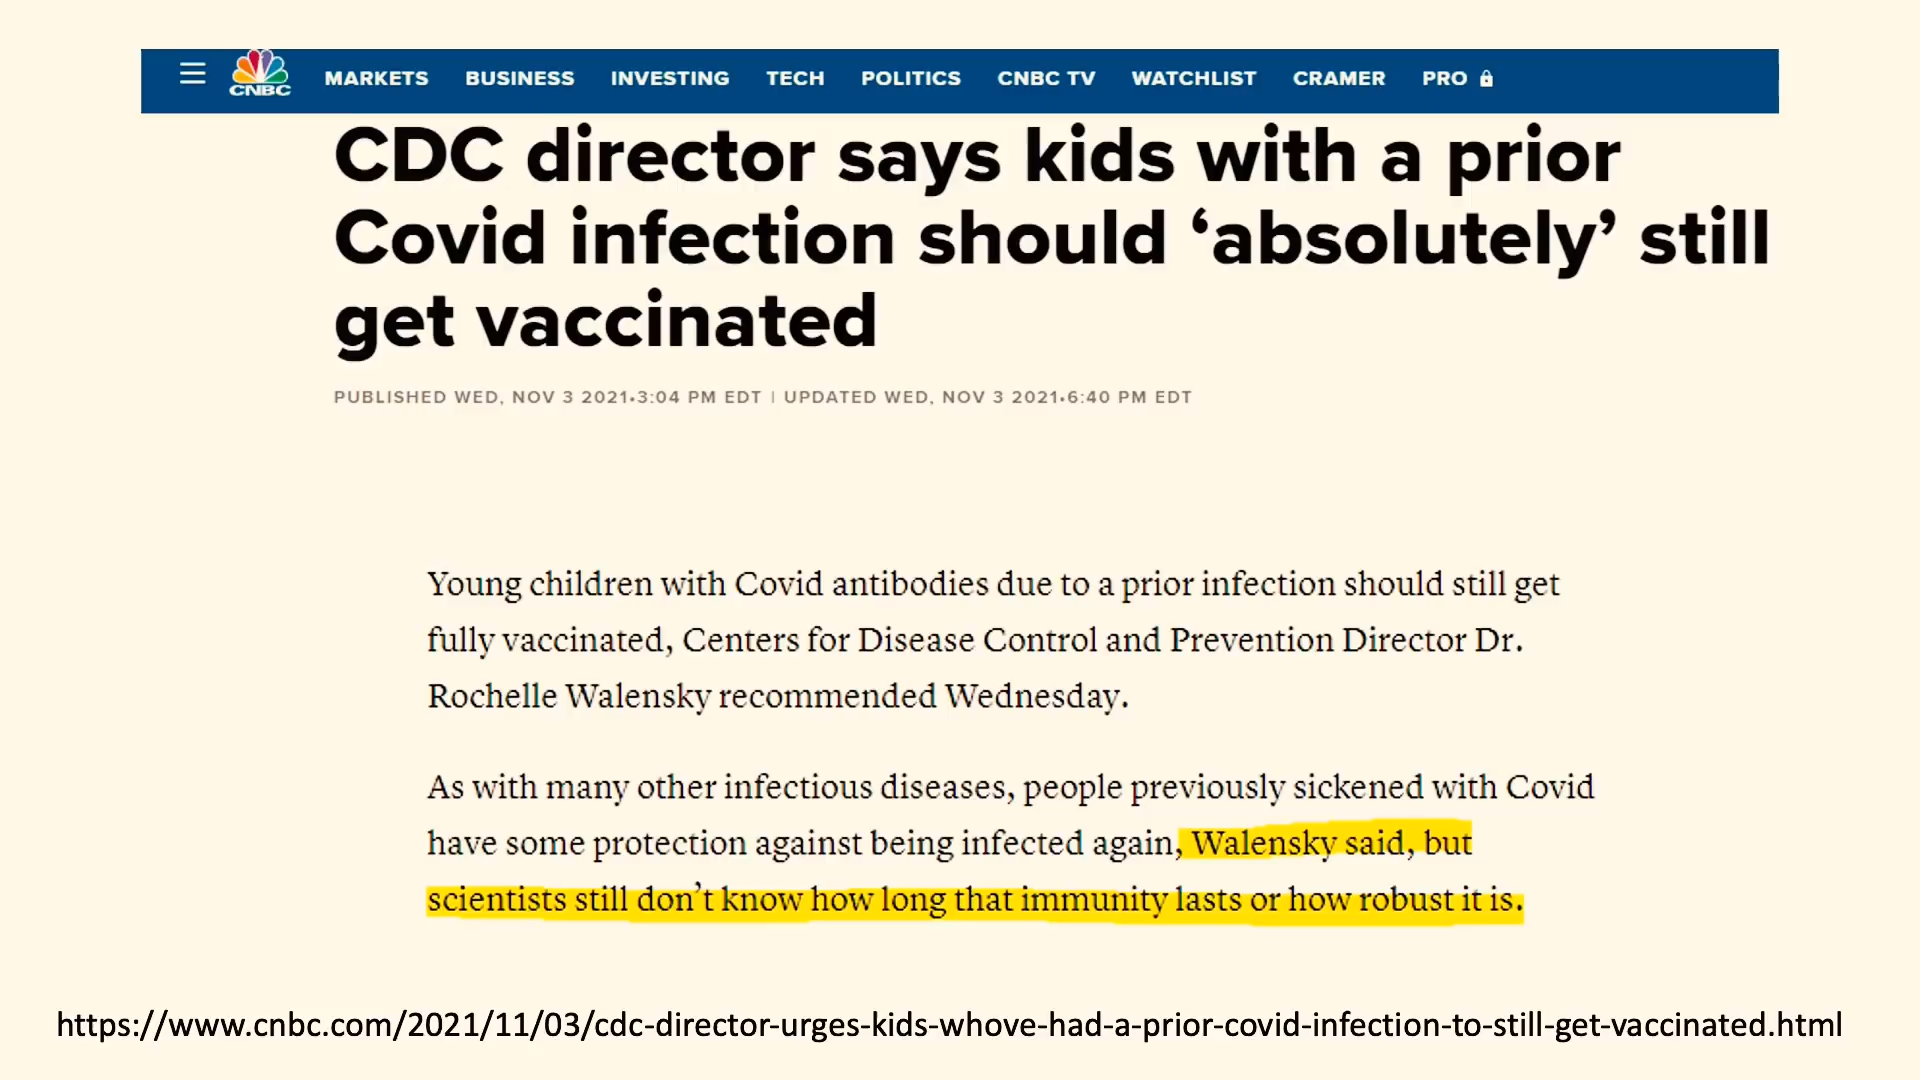 CNBC MARKETS BUSINESS INVESTING TECH POLITICS CNBC TV WATCHLIST CRAMER PRO
CDC director says kids with a prior
Covid infection should ‘absolutely’ still
get vaccinated
PUBLISHED WED, NOV 3 2021•3:04 PM EDT | UPDATED WED, NOV 3 2021•6:40 PM EDT
Young children with Covid antibodies due to a prior infection should still get
fully vaccinated, Centers for Disease Control and Prevention Director Dr.
Rochelle Walensky recommended Wednesday.
As with many other infectious diseases, people previously sickened with Covid
have some protection against being infected again, Walensky said, but
scientists still don’t know how long that immunity lasts or how robust it is.
https://www.cnbc.com/2021/11/03/cdc-director-urges-kids-whove-had-a-prior-covid-infection-to-still-get-vaccinated.html